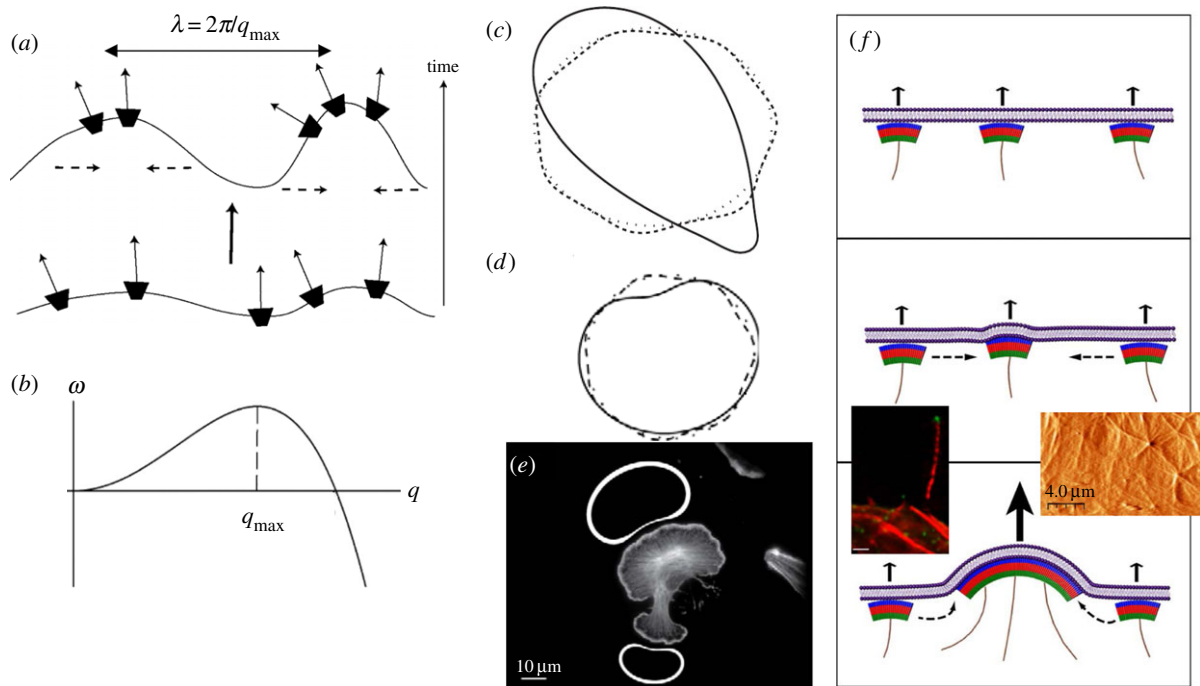 (a)
λ = 2π/q_max
time
(b)
ω
q
q_max
(c)
(d)
(e)
10 µm
(f)
4.0 µm